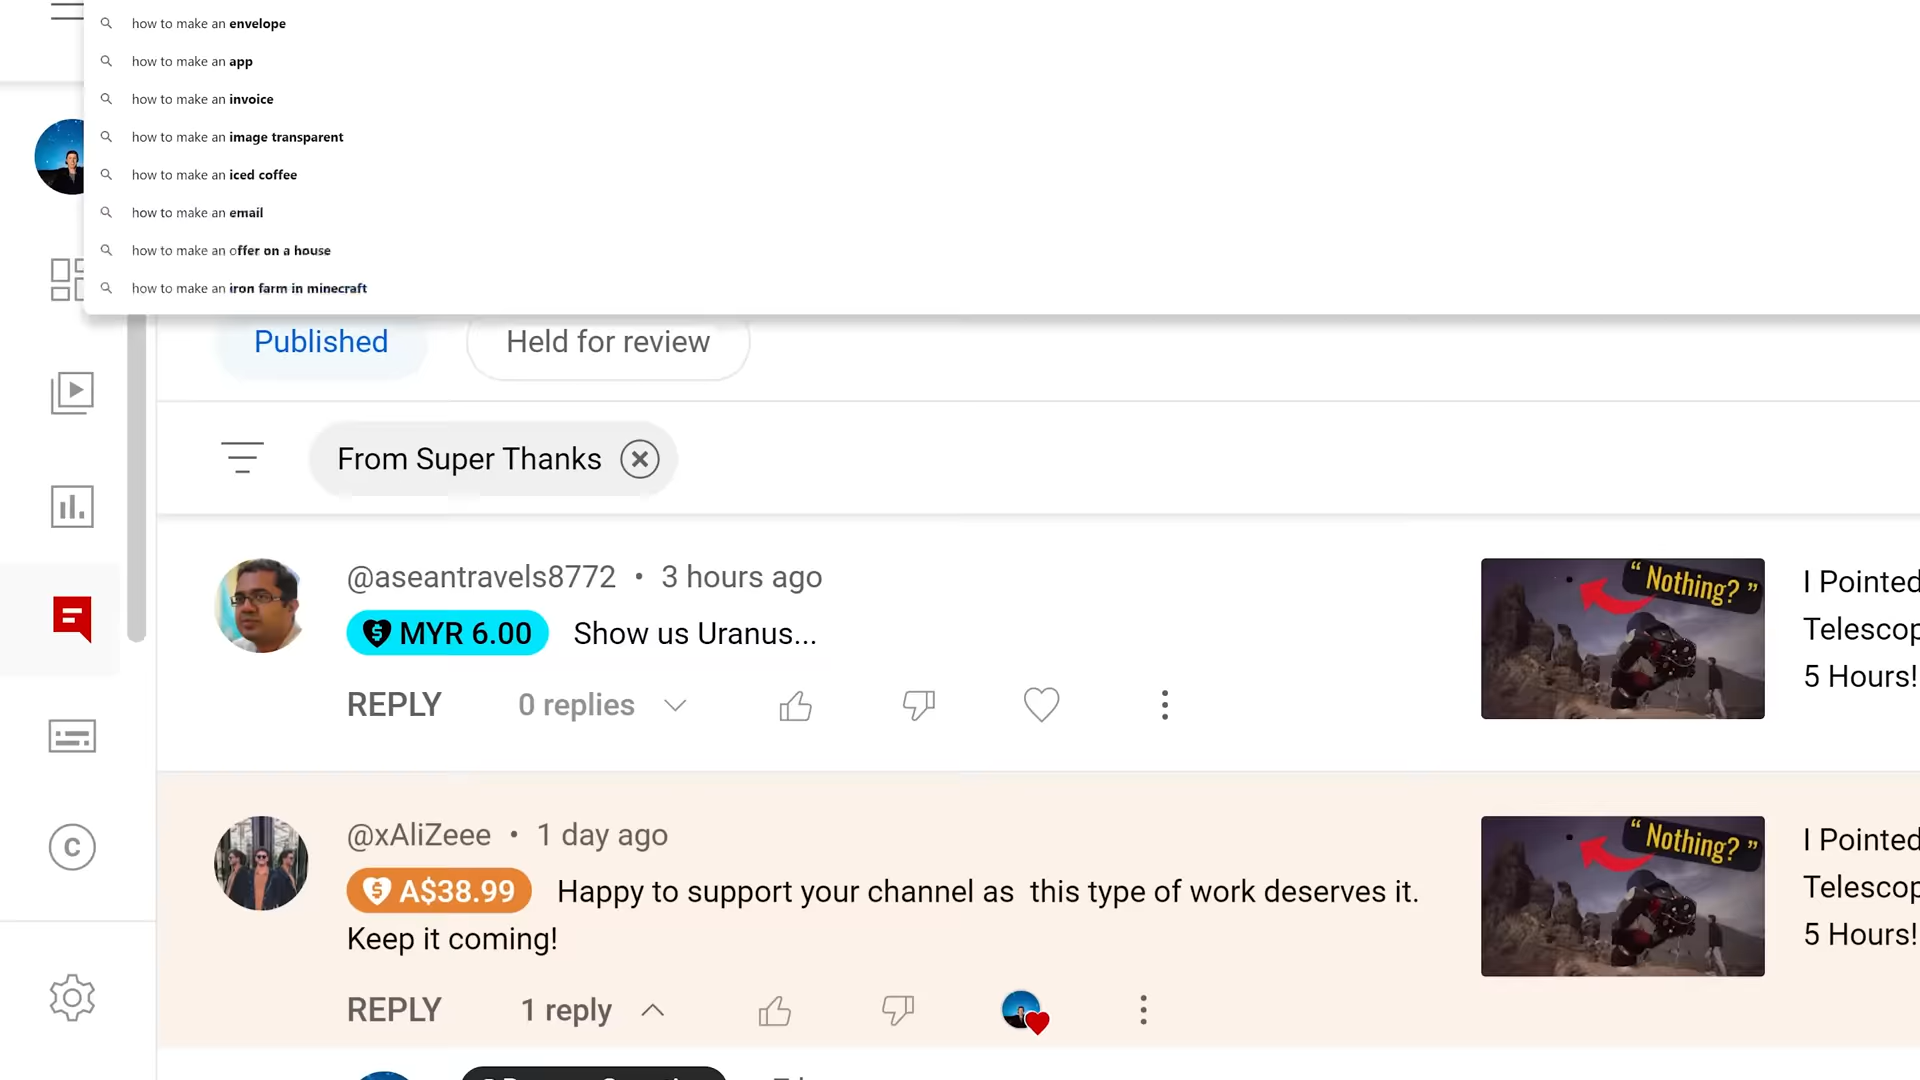 how to make an envelope
how to make an app
how to make an invoice
how to make an image transparent
how to make an iced coffee
how to make an email
how to make an offer on a house
how to make an iron farm in minecraft
Published
Held for review
From Super Thanks
@aseantravels8772 • 3 hours ago
MYR 6.00 Show us Uranus...
REPLY 0 replies
“ Nothing? ”
I Pointed
Telescop
5 Hours!
@xAliZeee • 1 day ago
A$38.99 Happy to support your channel as this type of work deserves it.
Keep it coming!
REPLY 1 reply
“ Nothing? ”
I Pointed
Telescop
5 Hours!
C